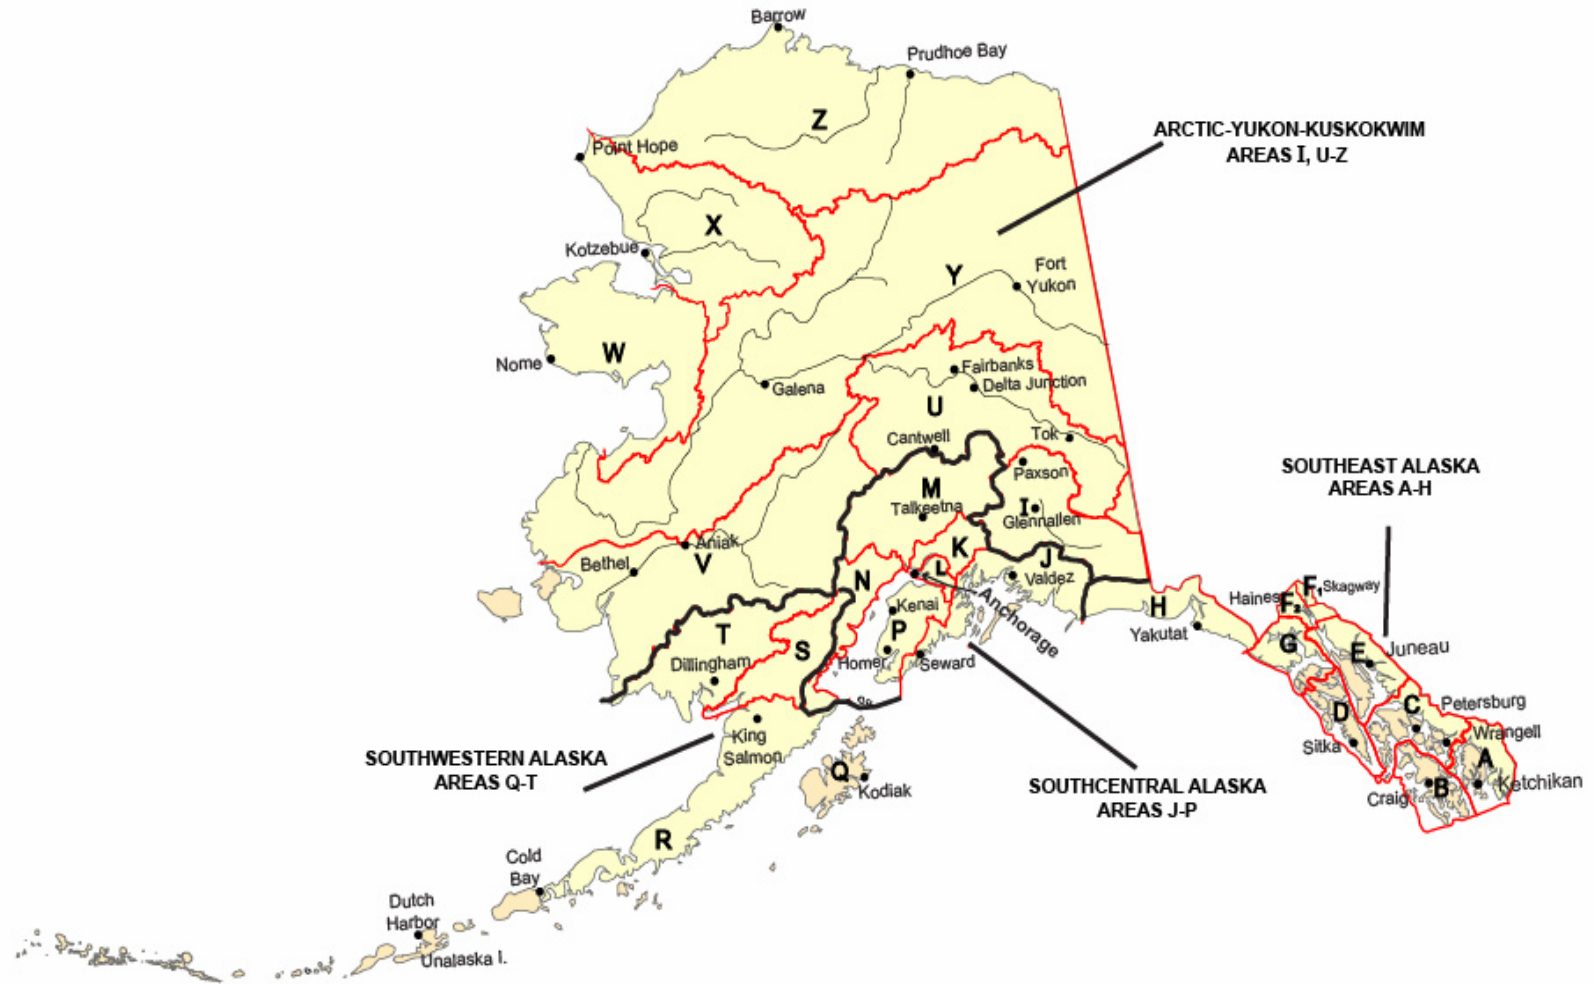 Barrow
Prudhoe Bay
Z
ARCTIC-YUKON-KUSKOKWIM
AREAS I, U-Z
Point Hope
X
Kotzebue
Y
Fort
Yukon
W
Nome
Galena
Fairbanks
Delta Junction
U
Cantwell
Tok
Paxson
SOUTHEAST ALASKA
AREAS A-H
M
Talkeetna
I
Glennallen
Aniak
K
Bethel
V
L
J
Valdez
N
Anchorage
Kenai
H
Yakutat
Haines
F₂
F₁
Skagway
T
S
P
Dillingham
Homer
Seward
G
E
Juneau
King
Salmon
C
Petersburg
D
Sitka
Wrangell
A
SOUTHWESTERN ALASKA
AREAS Q-T
Q
Kodiak
SOUTHCENTRAL ALASKA
AREAS J-P
Craig
B
Ketchikan
R
Cold
Bay
Dutch
Harbor
Unalaska I.